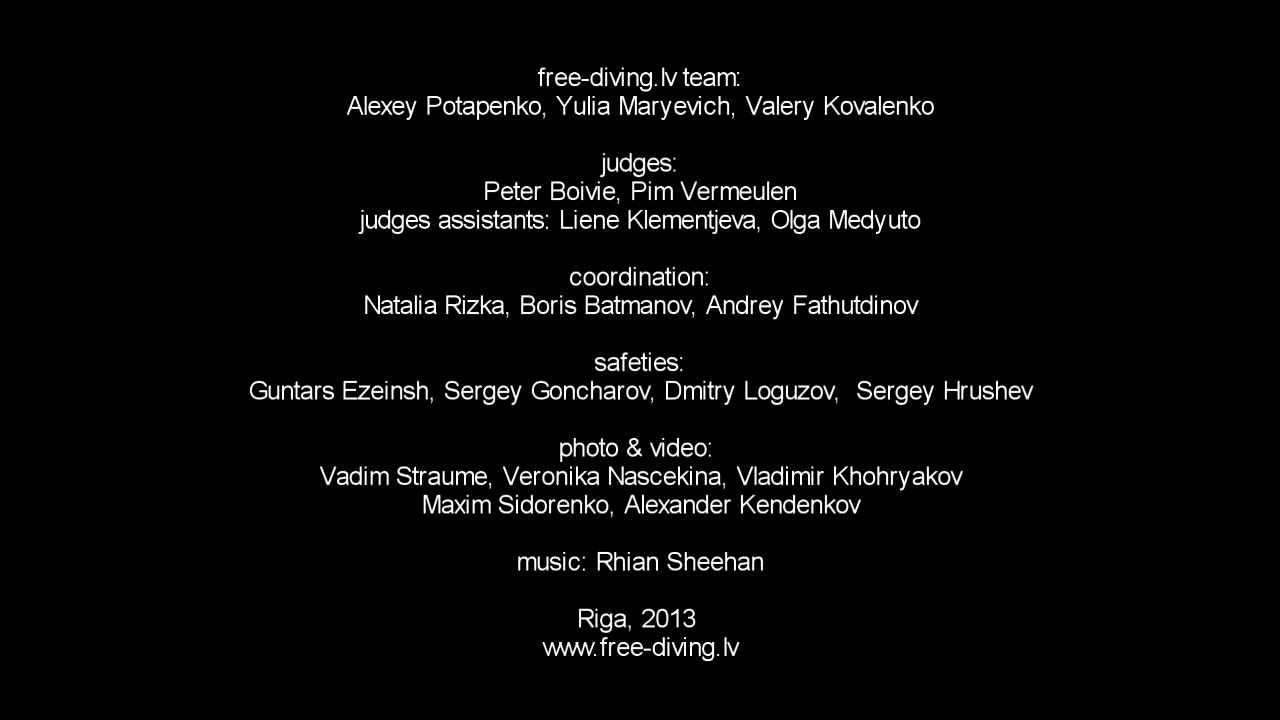 free-diving.lv team:
Alexey Potapenko, Yulia Maryevich, Valery Kovalenko
judges:
Peter Boivie, Pim Vermeulen
judges assistants: Liene Klementjeva, Olga Medyuto
coordination:
Natalia Rizka, Boris Batmanov, Andrey Fathutdinov
safeties:
Guntars Ezeinsh, Sergey Goncharov, Dmitry Loguzov,  Sergey Hrushev
photo & video:
Vadim Straume, Veronika Nascekina, Vladimir Khohryakov
Maxim Sidorenko, Alexander Kendenkov
music: Rhian Sheehan
Riga, 2013
www.free-diving.lv